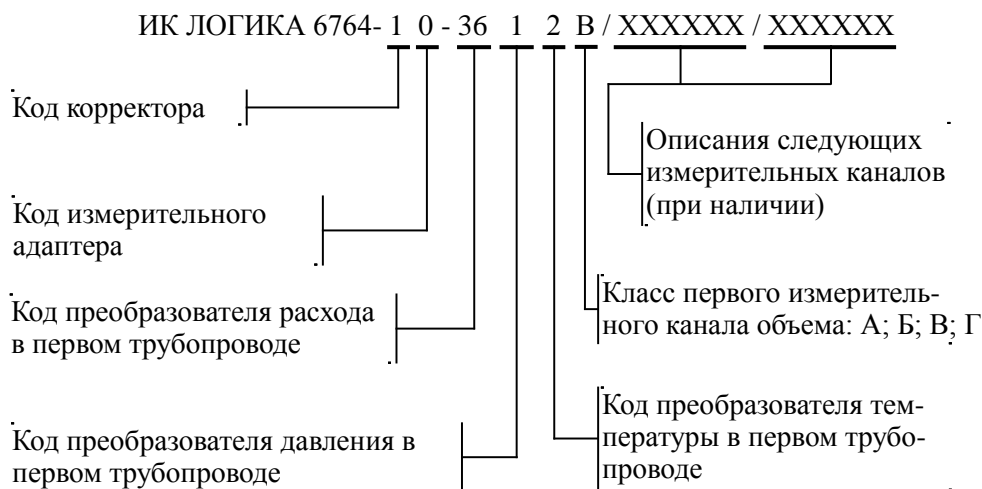 ИК ЛОГИКА 6764- 1 0 - 36 1 2 В / XXXXXX / XXXXXX
Код корректора
Описания следующих
измерительных каналов
(при наличии)
Код измерительного
адаптера
Класс первого измеритель-
ного канала объема: А; Б; В; Г
Код преобразователя расхода
в первом трубопроводе
Код преобразователя тем-
пературы в первом трубо-
проводе
Код преобразователя давления в
первом трубопроводе